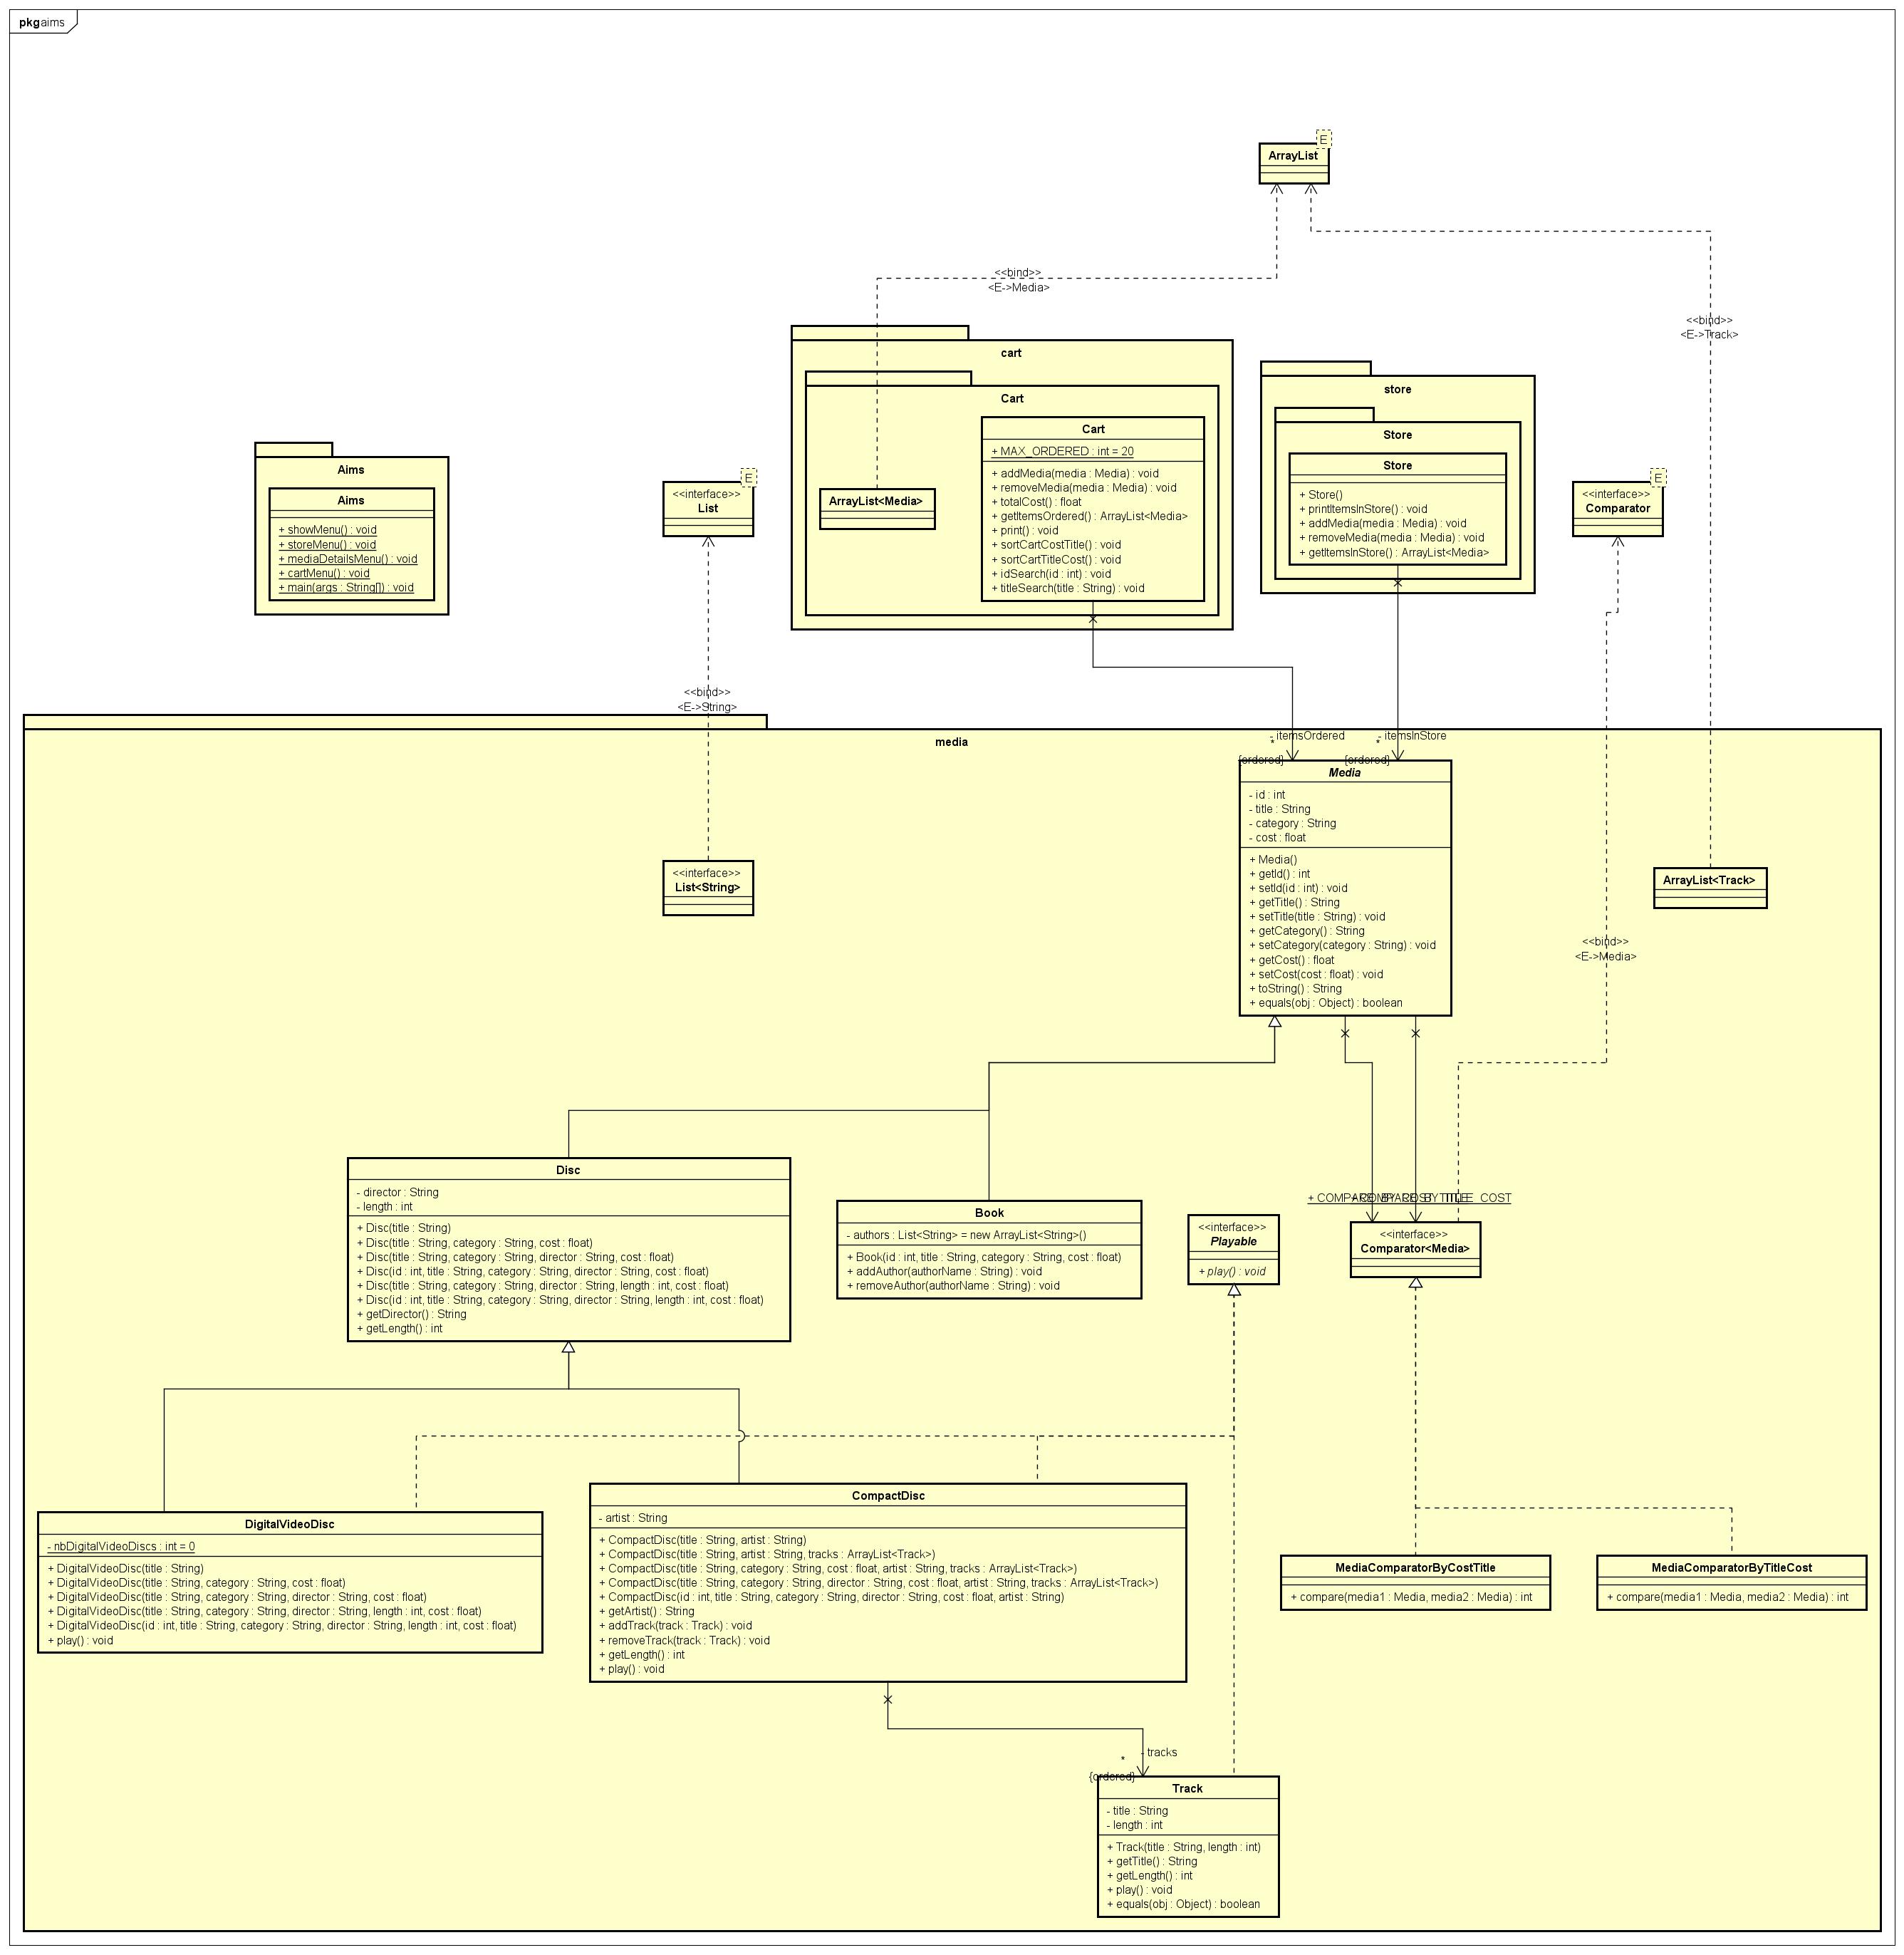 pkg aims
E
ArrayList
<<bind>>
<E->Media>
<<bind>>
<E->Track>
cart
Cart
Cart
+ MAX_ORDERED : int = 20
+ addMedia(media : Media) : void
+ removeMedia(media : Media) : void
+ totalCost() : float
+ getItemsOrdered() : ArrayList<Media>
+ print() : void
+ sortCartCostTitle() : void
+ sortCartTitleCost() : void
+ idSearch(id : int) : void
+ titleSearch(title : String) : void
ArrayList<Media>
store
Store
Store
+ Store()
+ printItemsInStore() : void
+ addMedia(media : Media) : void
+ removeMedia(media : Media) : void
+ getItemsInStore() : ArrayList<Media>
Aims
Aims
+ showMenu() : void
+ storeMenu() : void
+ mediaDetailsMenu() : void
+ cartMenu() : void
+ main(args : String[]) : void
E
<<interface>>
List
E
<<interface>>
Comparator
<<bind>>
<E->String>
media
- itemsOrdered
*
{ordered}
- itemsInStore
*
{ordered}
Media
- id : int
- title : String
- category : String
- cost : float
+ Media()
+ getId() : int
+ setId(id : int) : void
+ getTitle() : String
+ setTitle(title : String) : void
+ getCategory() : String
+ setCategory(category : String) : void
+ getCost() : float
+ setCost(cost : float) : void
+ toString() : String
+ equals(obj : Object) : boolean
<<interface>>
List<String>
ArrayList<Track>
<<bind>>
<E->Media>
Disc
- director : String
- length : int
+ Disc(title : String)
+ Disc(title : String, category : String, cost : float)
+ Disc(title : String, category : String, director : String, cost : float)
+ Disc(id : int, title : String, category : String, director : String, cost : float)
+ Disc(title : String, category : String, director : String, length : int, cost : float)
+ Disc(id : int, title : String, category : String, director : String, length : int, cost : float)
+ getDirector() : String
+ getLength() : int
Book
- authors : List<String> = new ArrayList<String>()
+ Book(id : int, title : String, category : String, cost : float)
+ addAuthor(authorName : String) : void
+ removeAuthor(authorName : String) : void
<<interface>>
Playable
+ play() : void
<<interface>>
Comparator<Media>
DigitalVideoDisc
- nbDigitalVideoDiscs : int = 0
+ DigitalVideoDisc(title : String)
+ DigitalVideoDisc(title : String, category : String, cost : float)
+ DigitalVideoDisc(title : String, category : String, director : String, cost : float)
+ DigitalVideoDisc(title : String, category : String, director : String, length : int, cost : float)
+ DigitalVideoDisc(id : int, title : String, category : String, director : String, length : int, cost : float)
+ play() : void
CompactDisc
- artist : String
+ CompactDisc(title : String, artist : String)
+ CompactDisc(title : String, artist : String, tracks : ArrayList<Track>)
+ CompactDisc(title : String, category : String, cost : float, artist : String, tracks : ArrayList<Track>)
+ CompactDisc(title : String, category : String, director : String, cost : float, artist : String, tracks : ArrayList<Track>)
+ CompactDisc(id : int, title : String, category : String, director : String, cost : float, artist : String)
+ getArtist() : String
+ addTrack(track : Track) : void
+ removeTrack(track : Track) : void
+ getLength() : int
+ play() : void
MediaComparatorByCostTitle
+ compare(media1 : Media, media2 : Media) : int
MediaComparatorByTitleCost
+ compare(media1 : Media, media2 : Media) : int
- tracks
*
{ordered}
Track
- title : String
- length : int
+ Track(title : String, length : int)
+ getTitle() : String
+ getLength() : int
+ play() : void
+ equals(obj : Object) : boolean